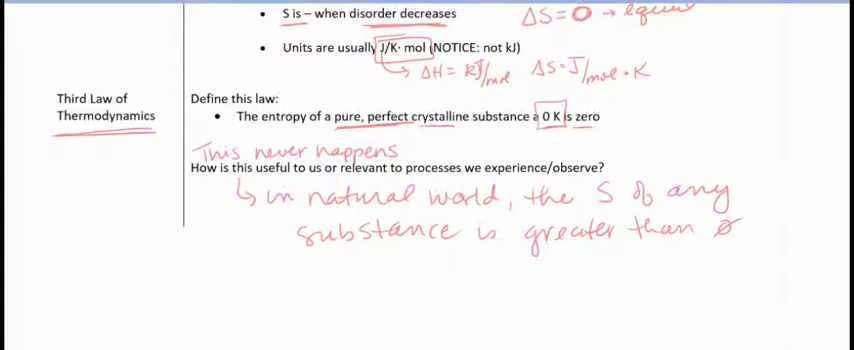 • S is – when disorder decreases ΔS = 0 → equil
• Units are usually J/K· mol (NOTICE: not kJ)
↳ ΔH = kJ/mol ΔS = J/mol • K
Third Law of Define this law:
Thermodynamics • The entropy of a pure, perfect crystalline substance a 0 K is zero
This never happens
How is this useful to us or relevant to processes we experience/observe?
↳ in natural world, the S of any
substance is greater than 0